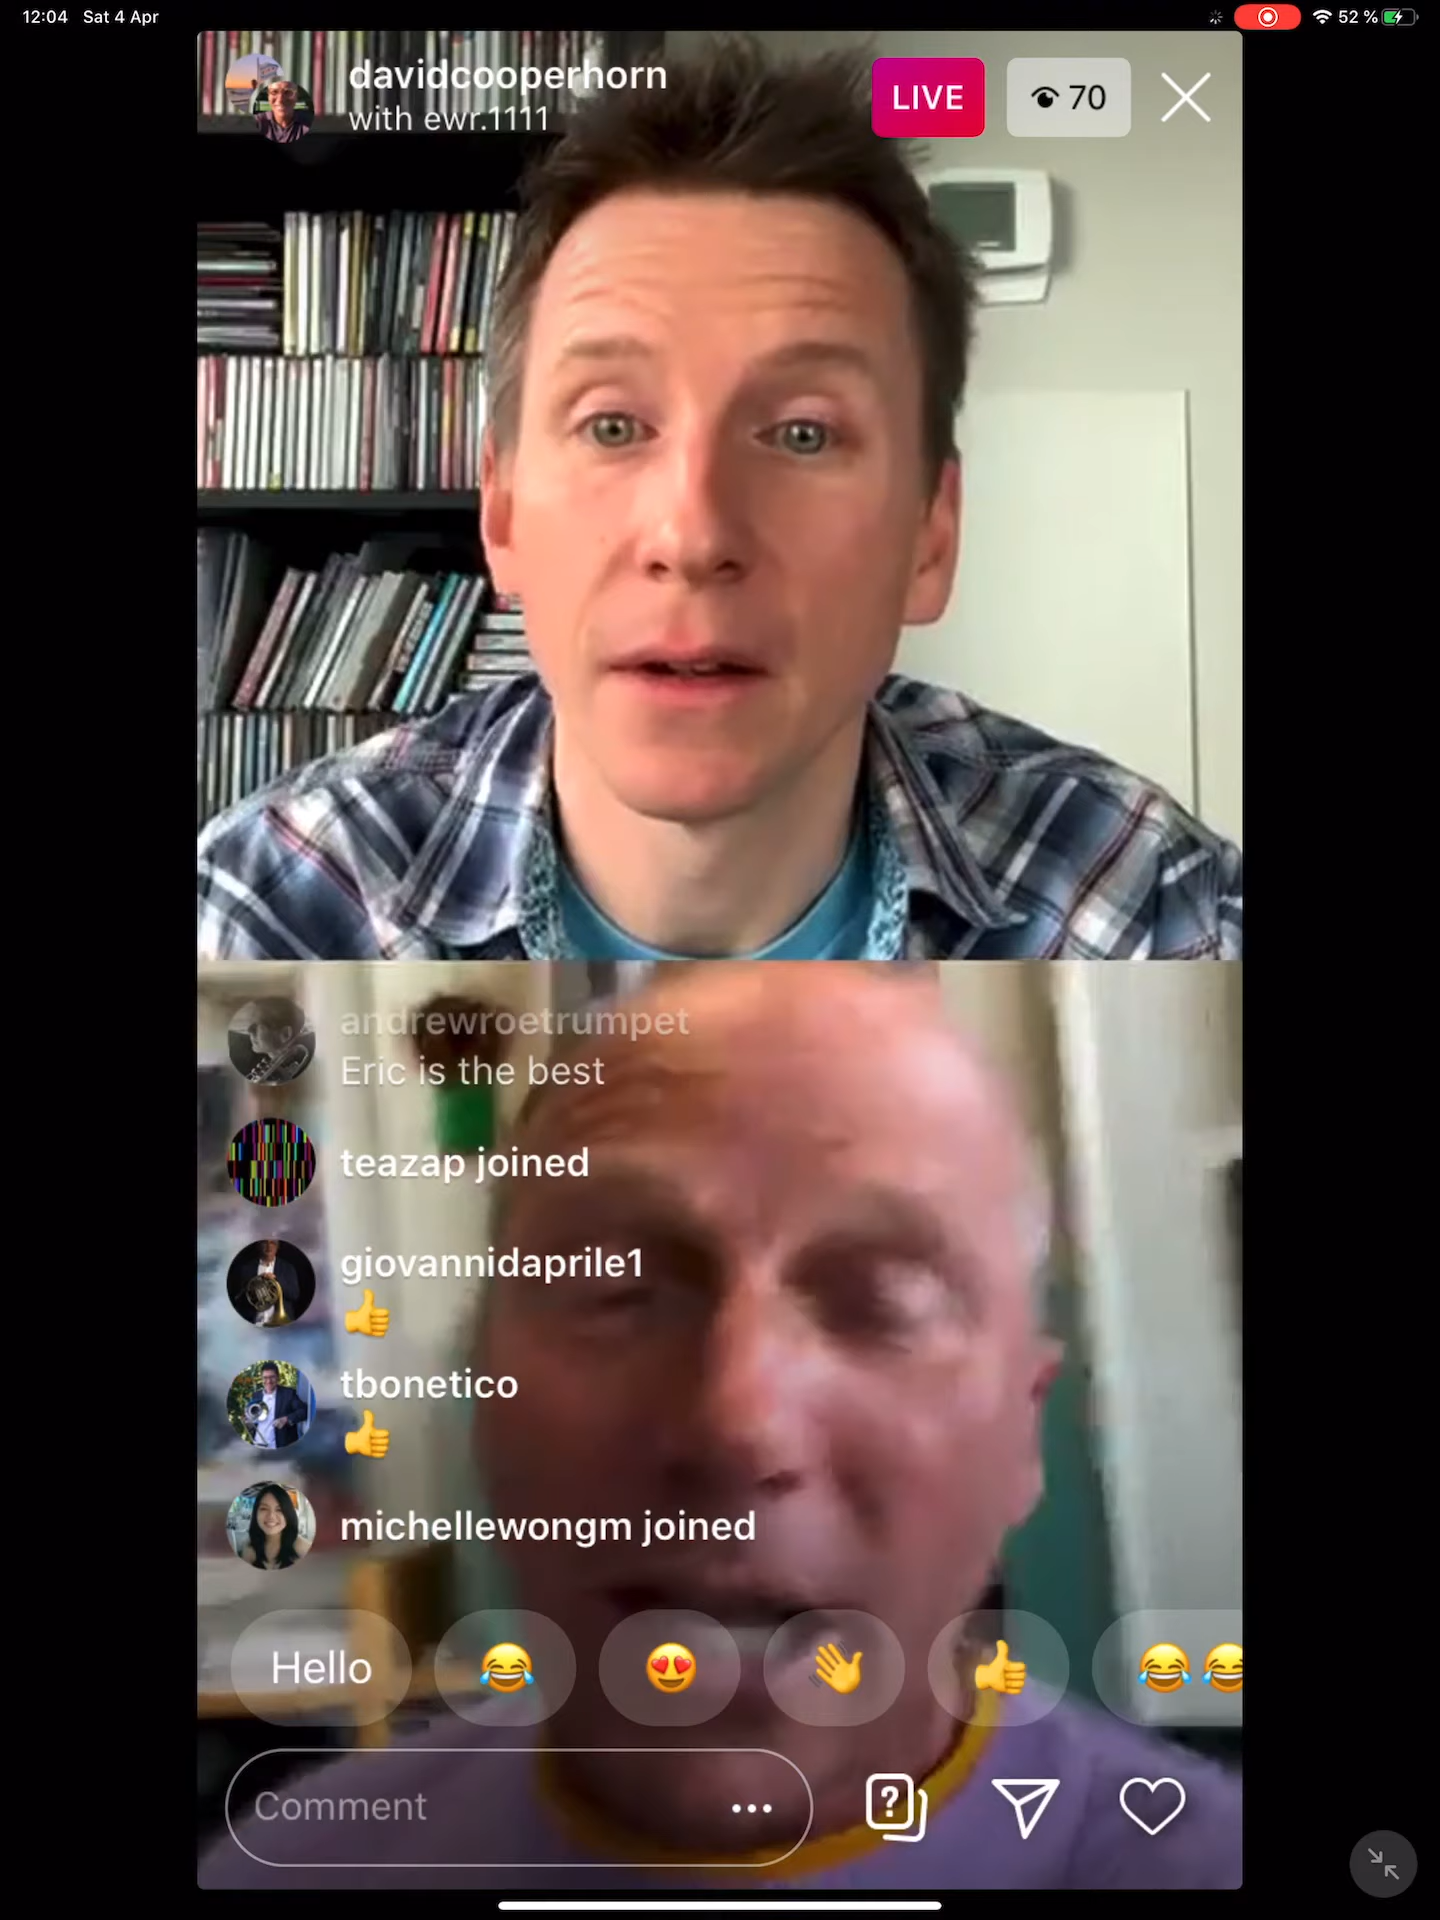 12:04 Sat 4 Apr
52 %
davidcooperhorn
with ewr.1111
LIVE
70
andrewroetrumpet
Eric is the best
teazap joined
giovannidaprile1
👍
tbonetico
👍
michellewongm joined
Hello 😂 😍 👋 👍 😂😂
Comment